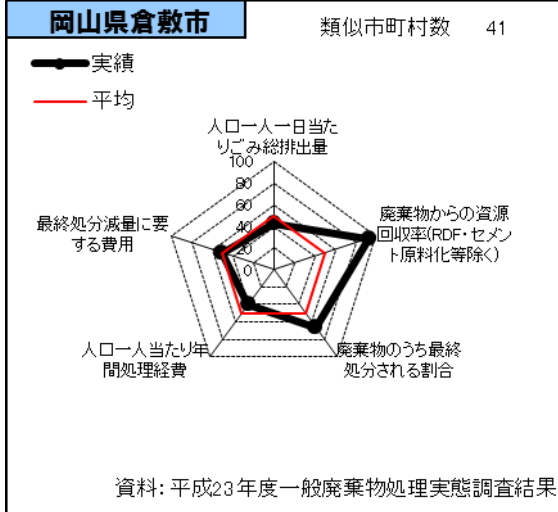 岡山県倉敷市
類似市町村数 41
実績
平均
人口一人一日当た
りごみ総排出量
100
80
60
40
20
0
廃棄物からの資源
回収率(RDF・セメン
ト原料化等除く)
廃棄物のうち最終
処分される割合
人口一人当たり年
間処理経費
最終処分減量に要
する費用
資料:平成23年度一般廃棄物処理実態調査結果